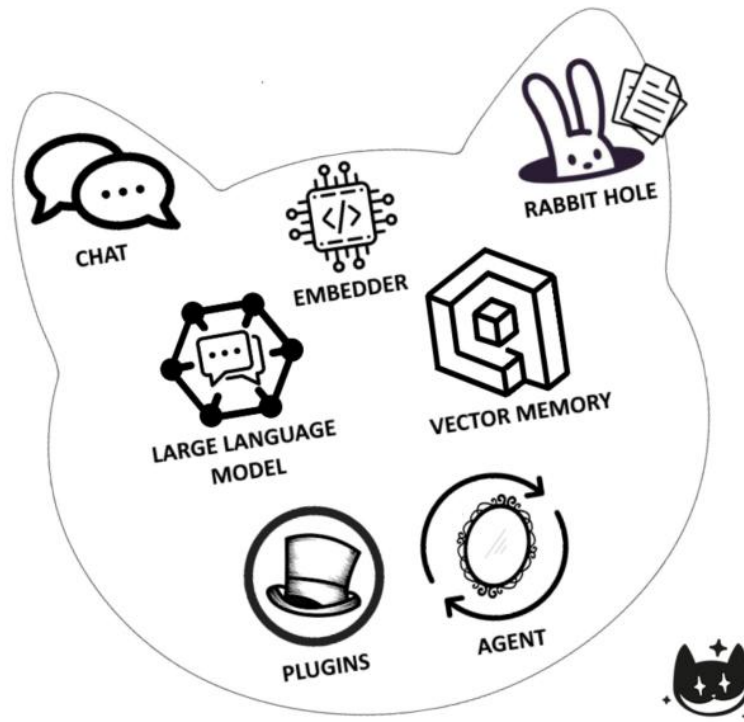 CHAT
RABBIT HOLE
EMBEDDER
LARGE LANGUAGE
MODEL
VECTOR MEMORY
PLUGINS
AGENT